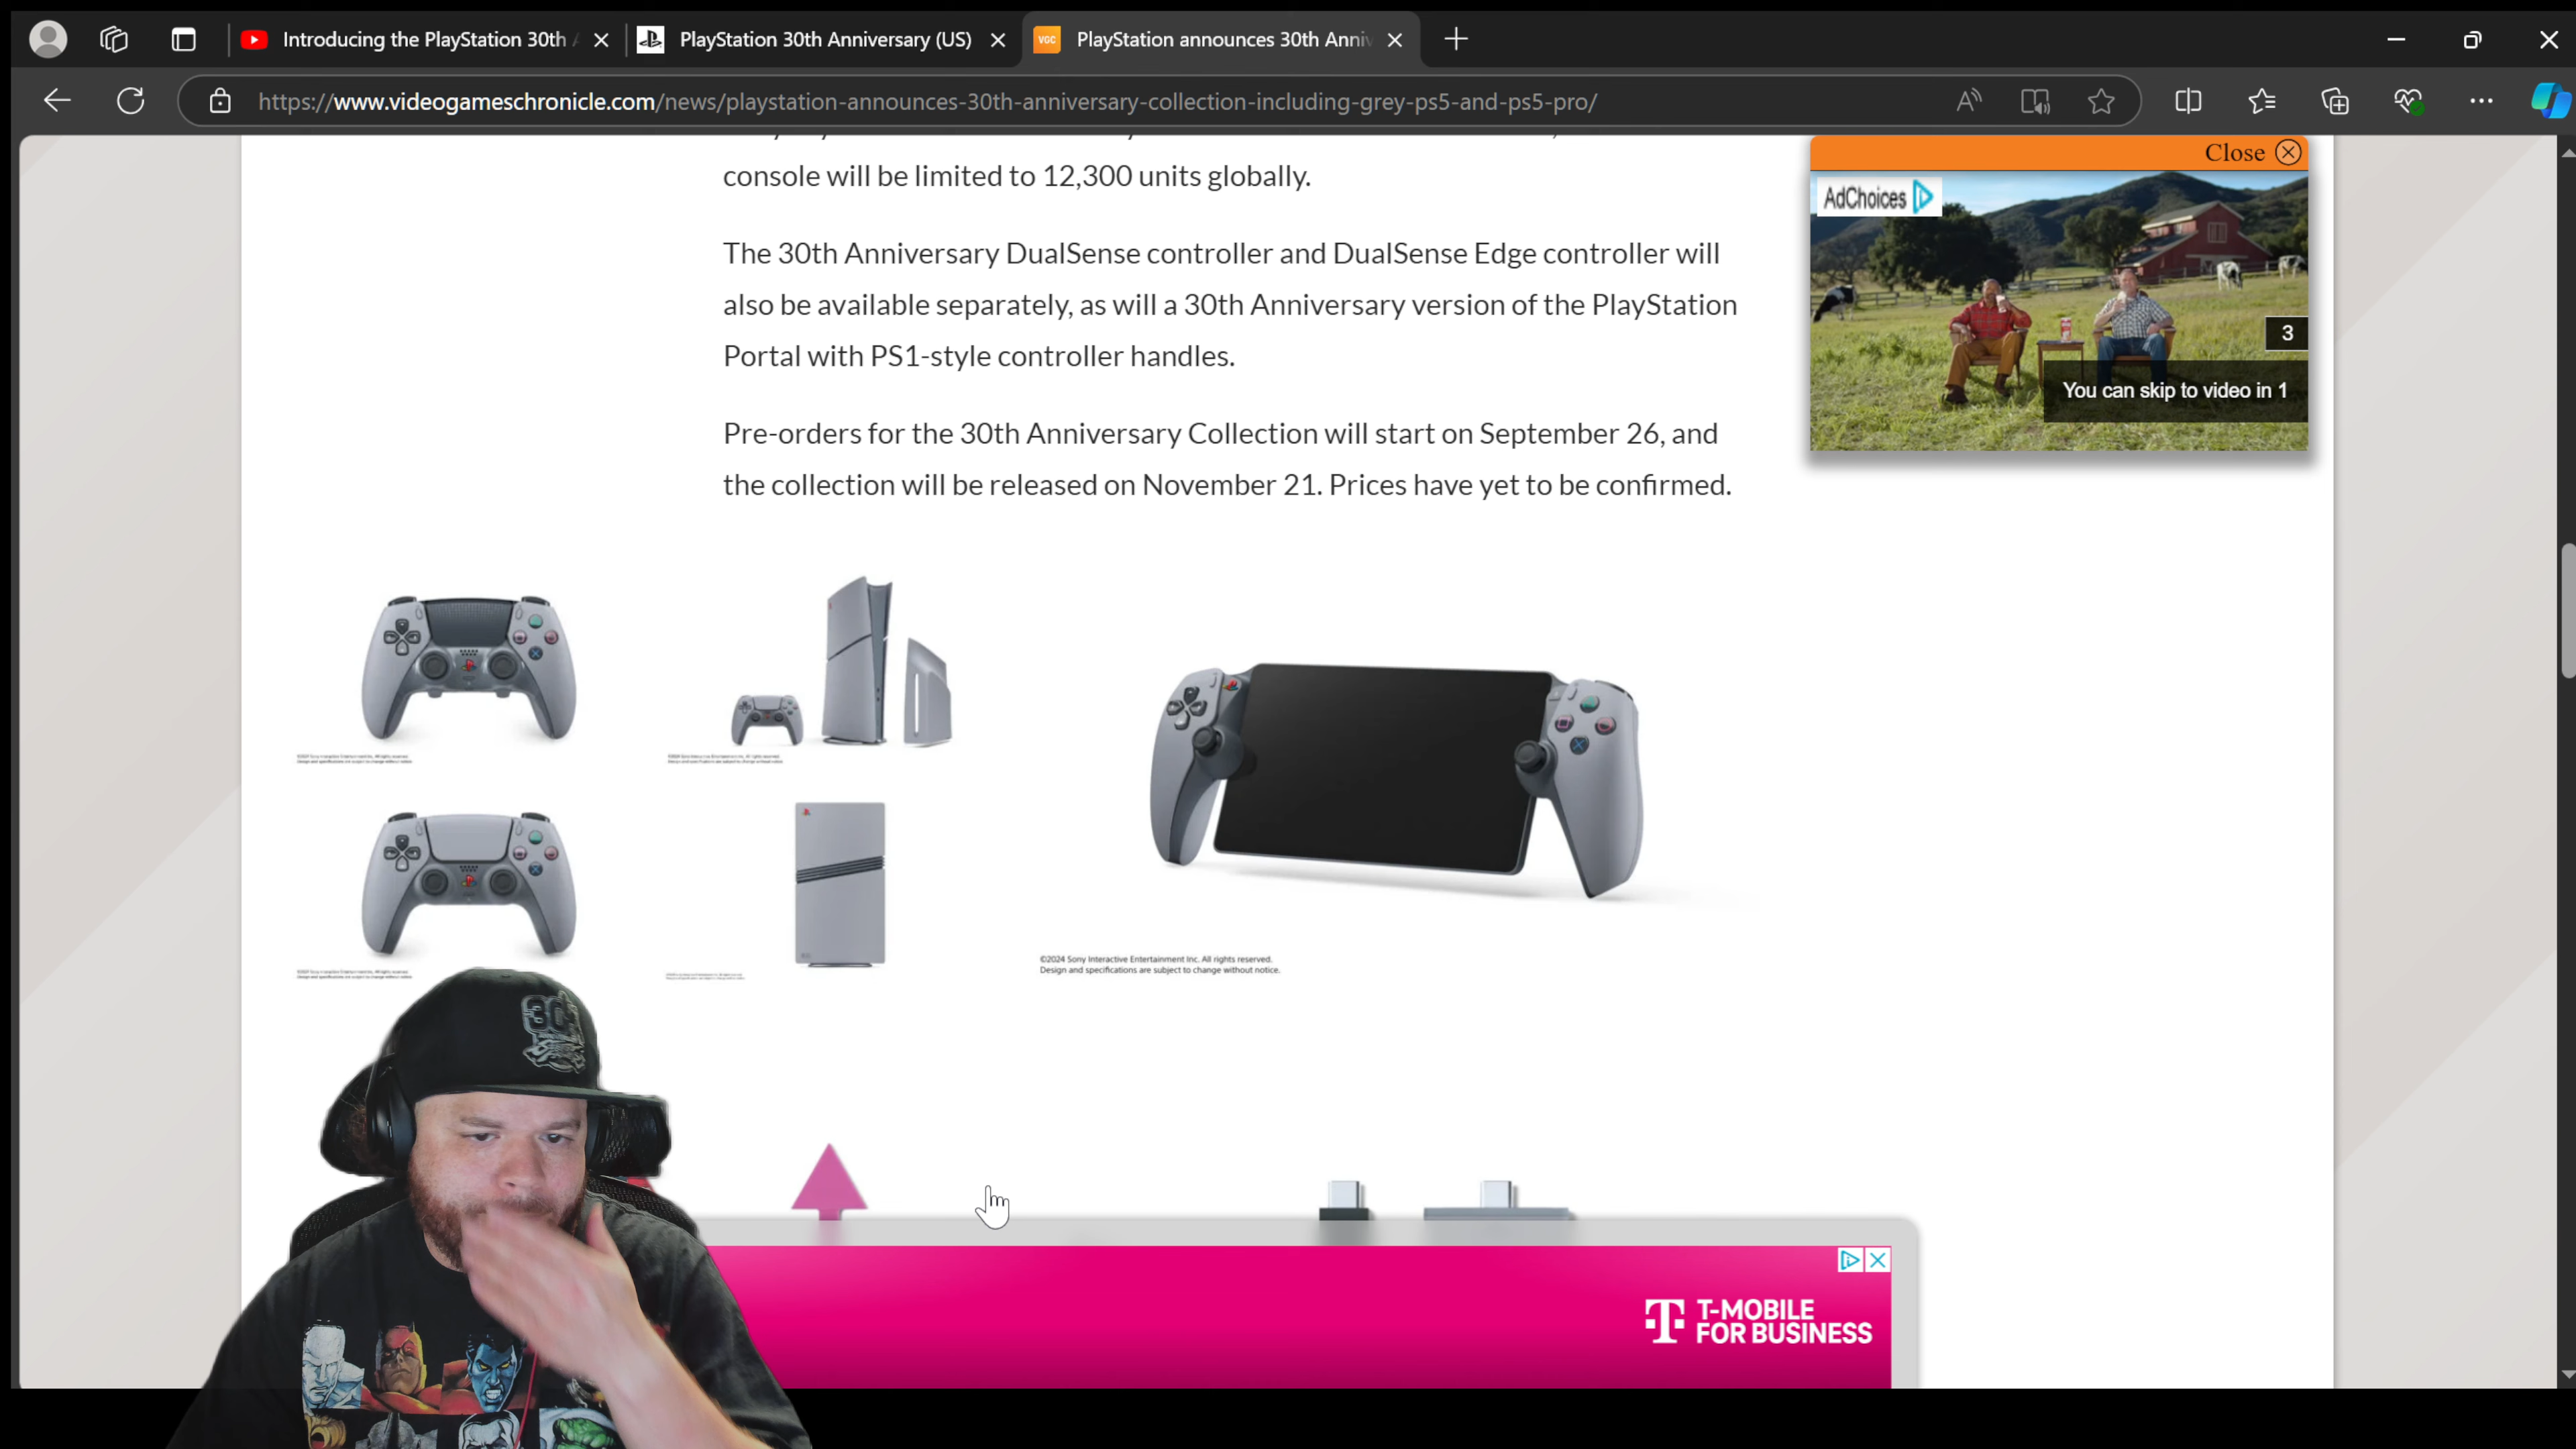 Introducing the PlayStation 30th
PlayStation 30th Anniversary (US)
VGC
PlayStation announces 30th Anniv
https://www.videogameschronicle.com/news/playstation-announces-30th-anniversary-collection-including-grey-ps5-and-ps5-pro/
console will be limited to 12,300 units globally.
The 30th Anniversary DualSense controller and DualSense Edge controller will
also be available separately, as will a 30th Anniversary version of the PlayStation
Portal with PS1-style controller handles.
Pre-orders for the 30th Anniversary Collection will start on September 26, and
the collection will be released on November 21. Prices have yet to be confirmed.
Close
AdChoices
3
You can skip to video in 1
©2024 Sony Interactive Entertainment Inc. All rights reserved.
Design and specifications are subject to change without notice.
30
T-MOBILE
FOR BUSINESS